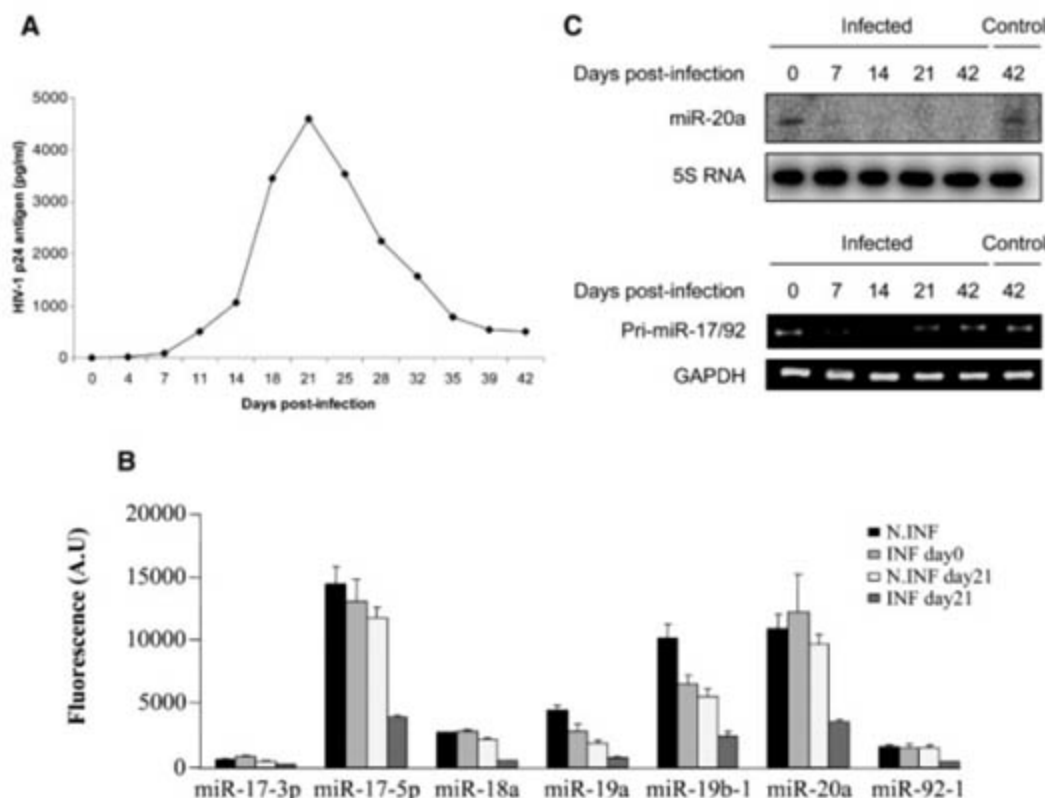 A
5000
4000
3000
2000
1000
0
HIV-1 p24 antigen (pg/ml)
0 4 7 11 14 18 21 25 28 32 35 39 42
Days post-infection
C
Infected Control
Days post-infection 0 7 14 21 42 42
miR-20a
5S RNA
Infected Control
Days post-infection 0 7 14 21 42 42
Pri-miR-17/92
GAPDH
B
20000
15000
10000
5000
0
Fluorescence (A.U)
N.INF
INF day0
N.INF day21
INF day21
miR-17-3p miR-17-5p miR-18a miR-19a miR-19b-1 miR-20a miR-92-1